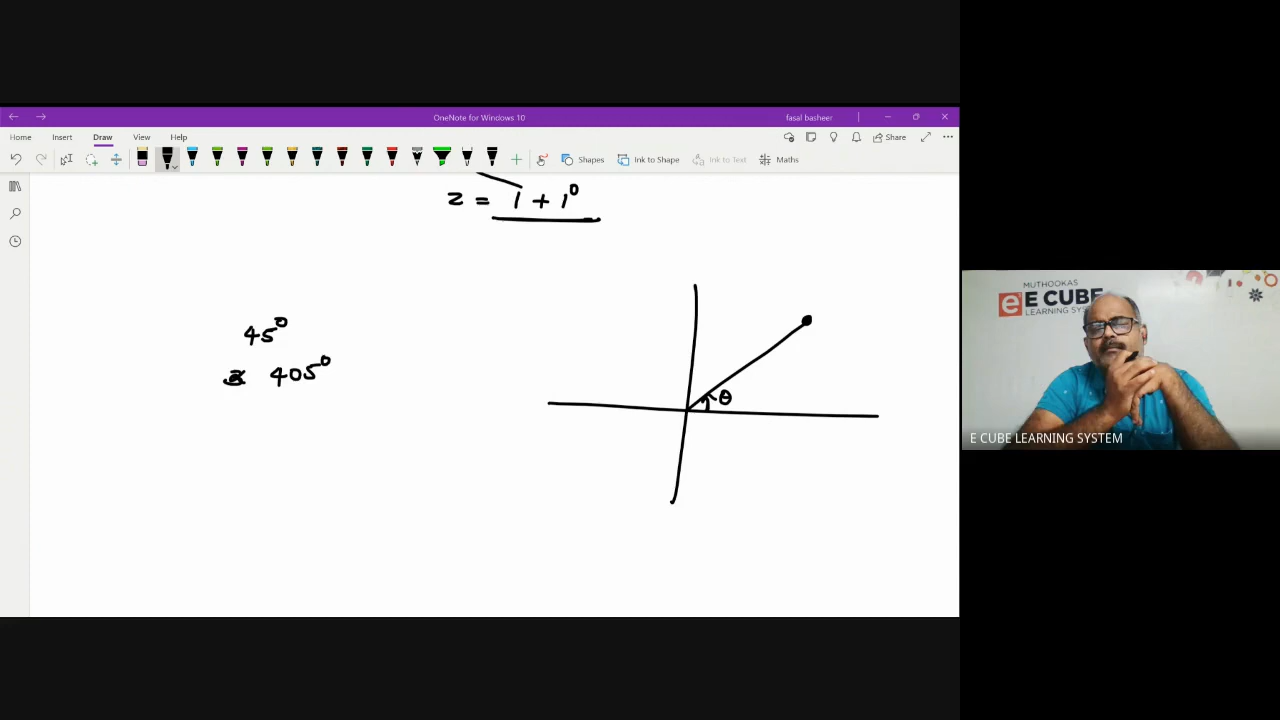 OneNote for Windows 10
fasal basheer
Home Insert Draw View Help
Share
Shapes
Ink to Shape
Ink to Text
Maths
z = 1 + i
45°
405°
θ
MUTHOOKAS
e E CUBE
LEARNING SYSTEM
E CUBE LEARNING SYSTEM